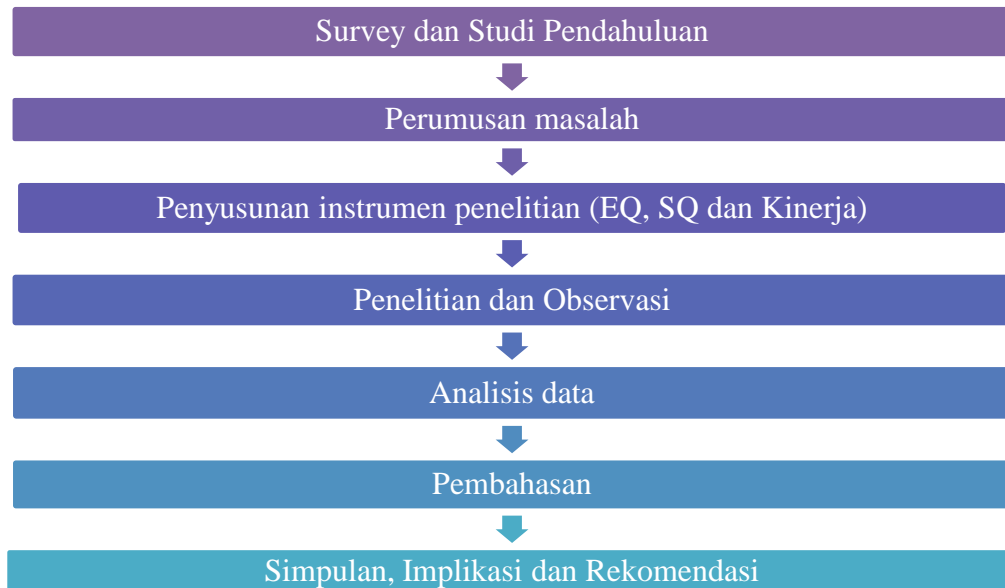 Survey dan Studi Pendahuluan
Perumusan masalah
Penyusunan instrumen penelitian (EQ, SQ dan Kinerja)
Penelitian dan Observasi
Analisis data
Pembahasan
Simpulan, Implikasi dan Rekomendasi